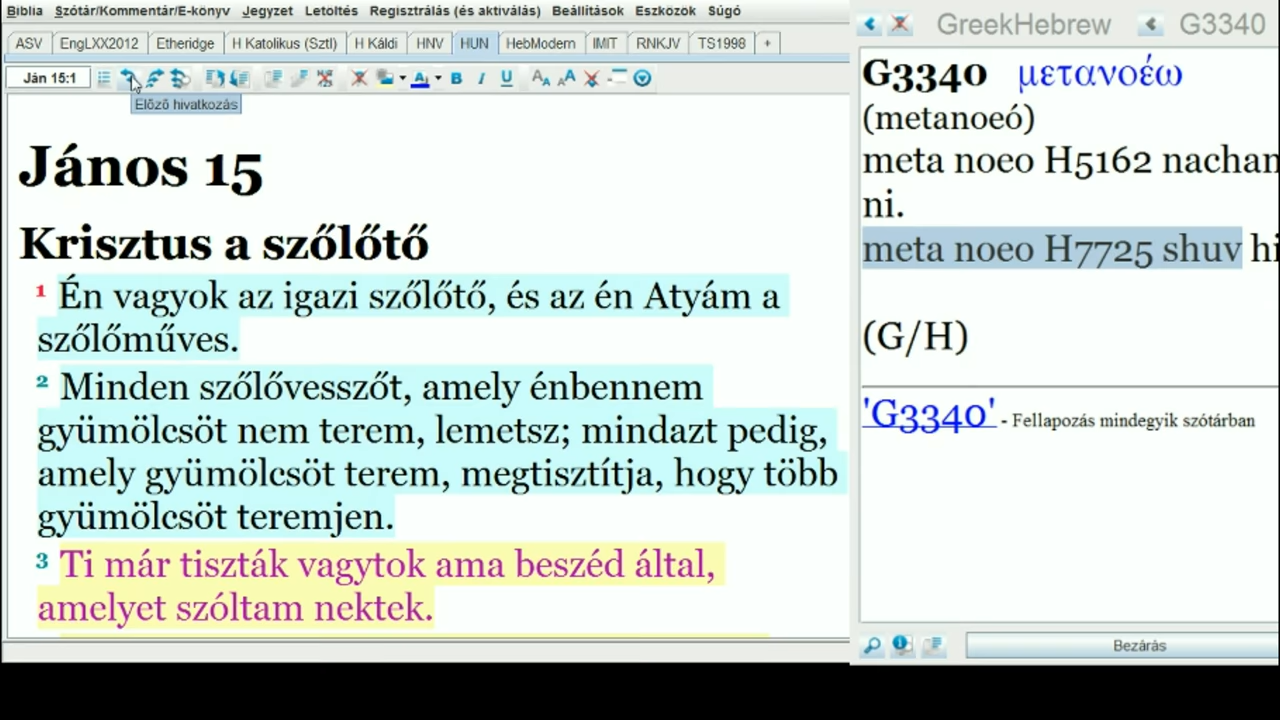 Biblia Szótár/Kommentár/E-könyv Jegyzet Letöltés Regisztrálás (és aktiválás) Beállítások Eszközök Súgó
ASV EngLXX2012 Etheridge H Katolikus (Sztl) H Káldi HNV HUN HebModern IMIT RNKJV TS1998 +
Ján 15:1
Előző hivatkozás
János 15
Krisztus a szőlőtő
1 Én vagyok az igazi szőlőtő, és az én Atyám a
szőlőműves.
2 Minden szőlővesszőt, amely énbennem
gyümölcsöt nem terem, lemetsz; mindazt pedig,
amely gyümölcsöt terem, megtisztítja, hogy több
gyümölcsöt teremjen.
3 Ti már tiszták vagytok ama beszéd által,
amelyet szóltam nektek.
GreekHebrew G3340
G3340 μετανοέω
(metanoeó)
meta noeo H5162 nachan
ni.
meta noeo H7725 shuv hi
(G/H)
'G3340' - Fellapozás mindegyik szótárban
Bezárás